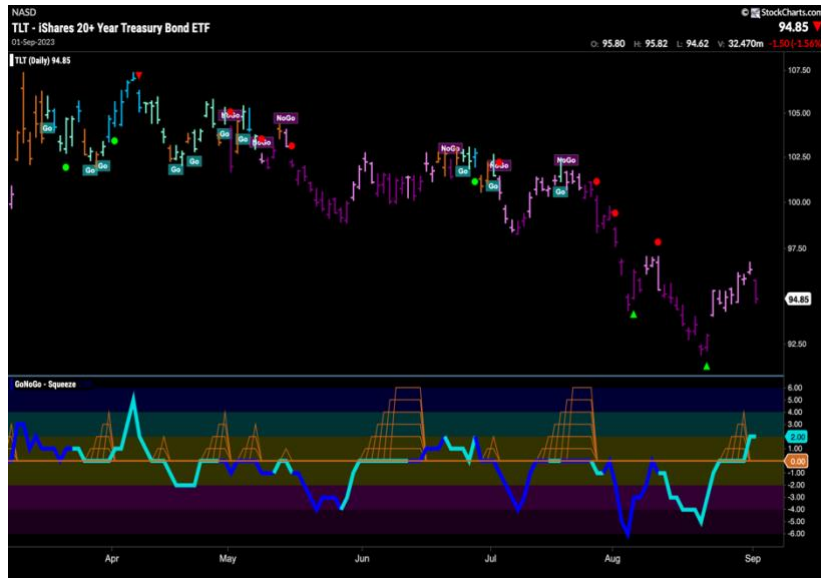 NASD
© StockCharts.com
TLT - iShares 20+ Year Treasury Bond ETF
94.85
01-Sep-2023
O: 95.80 H: 95.82 L: 94.62 V: 32.470m -1.50 (-1.56%)
TLT (Daily) 94.85
107.50
105.00
102.50
100.00
97.50
94.85
92.50
Go
Go
Go
Go
Go
NoGo
Go
Go
NoGo
NoGo
NoGo
Go
NoGo
Go
NoGo
Go
GoNoGo - Squeeze
6.00
5.00
4.00
3.00
2.00
1.00
0.00
-1.00
-2.00
-3.00
-4.00
-5.00
-6.00
Apr May Jun Jul Aug Sep